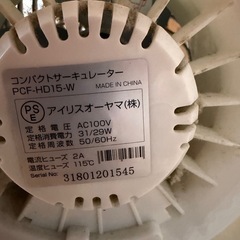 コンパクトサーキュレーター
PCF-HD15-W MADE IN CHINA
PS
E
アイリスオーヤマ(株)
定格電圧 AC100V
定格消費電力 31/29W
定格周波数 50/60Hz
電流ヒューズ 2A
温度ヒューズ 115℃
Serial No: 31801201545